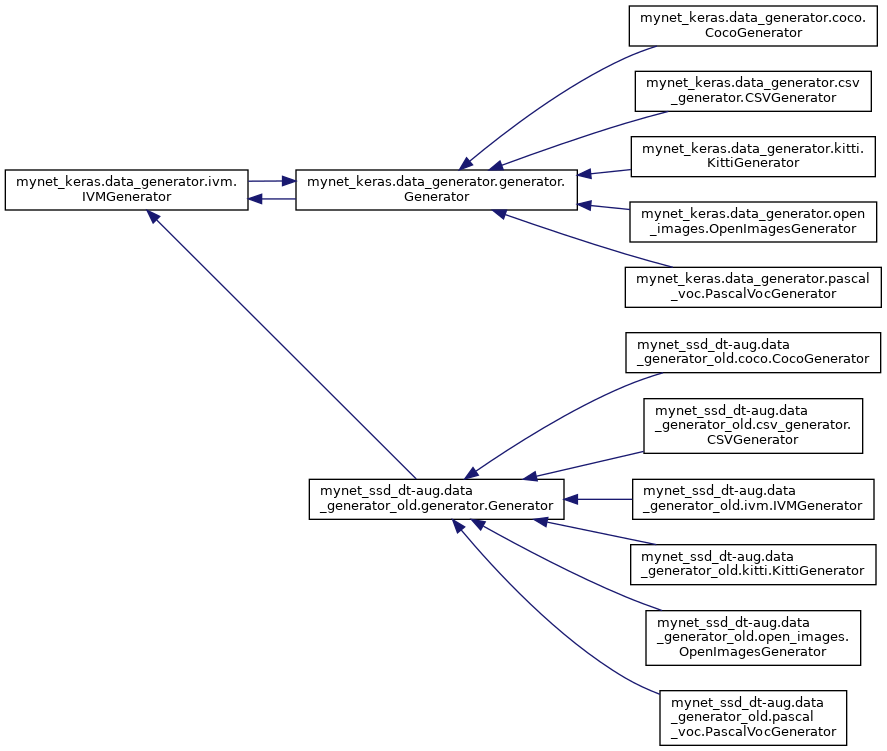 mynet_keras.data_generator.coco.
CocoGenerator
mynet_keras.data_generator.csv
_generator.CSVGenerator
mynet_keras.data_generator.kitti.
KittiGenerator
mynet_keras.data_generator.ivm.
IVMGenerator
mynet_keras.data_generator.generator.
Generator
mynet_keras.data_generator.open
_images.OpenImagesGenerator
mynet_keras.data_generator.pascal
_voc.PascalVocGenerator
mynet_ssd_dt-aug.data
_generator_old.coco.CocoGenerator
mynet_ssd_dt-aug.data
_generator_old.csv_generator.
CSVGenerator
mynet_ssd_dt-aug.data
_generator_old.generator.Generator
mynet_ssd_dt-aug.data
_generator_old.ivm.IVMGenerator
mynet_ssd_dt-aug.data
_generator_old.kitti.KittiGenerator
mynet_ssd_dt-aug.data
_generator_old.open_images.
OpenImagesGenerator
mynet_ssd_dt-aug.data
_generator_old.pascal
_voc.PascalVocGenerator